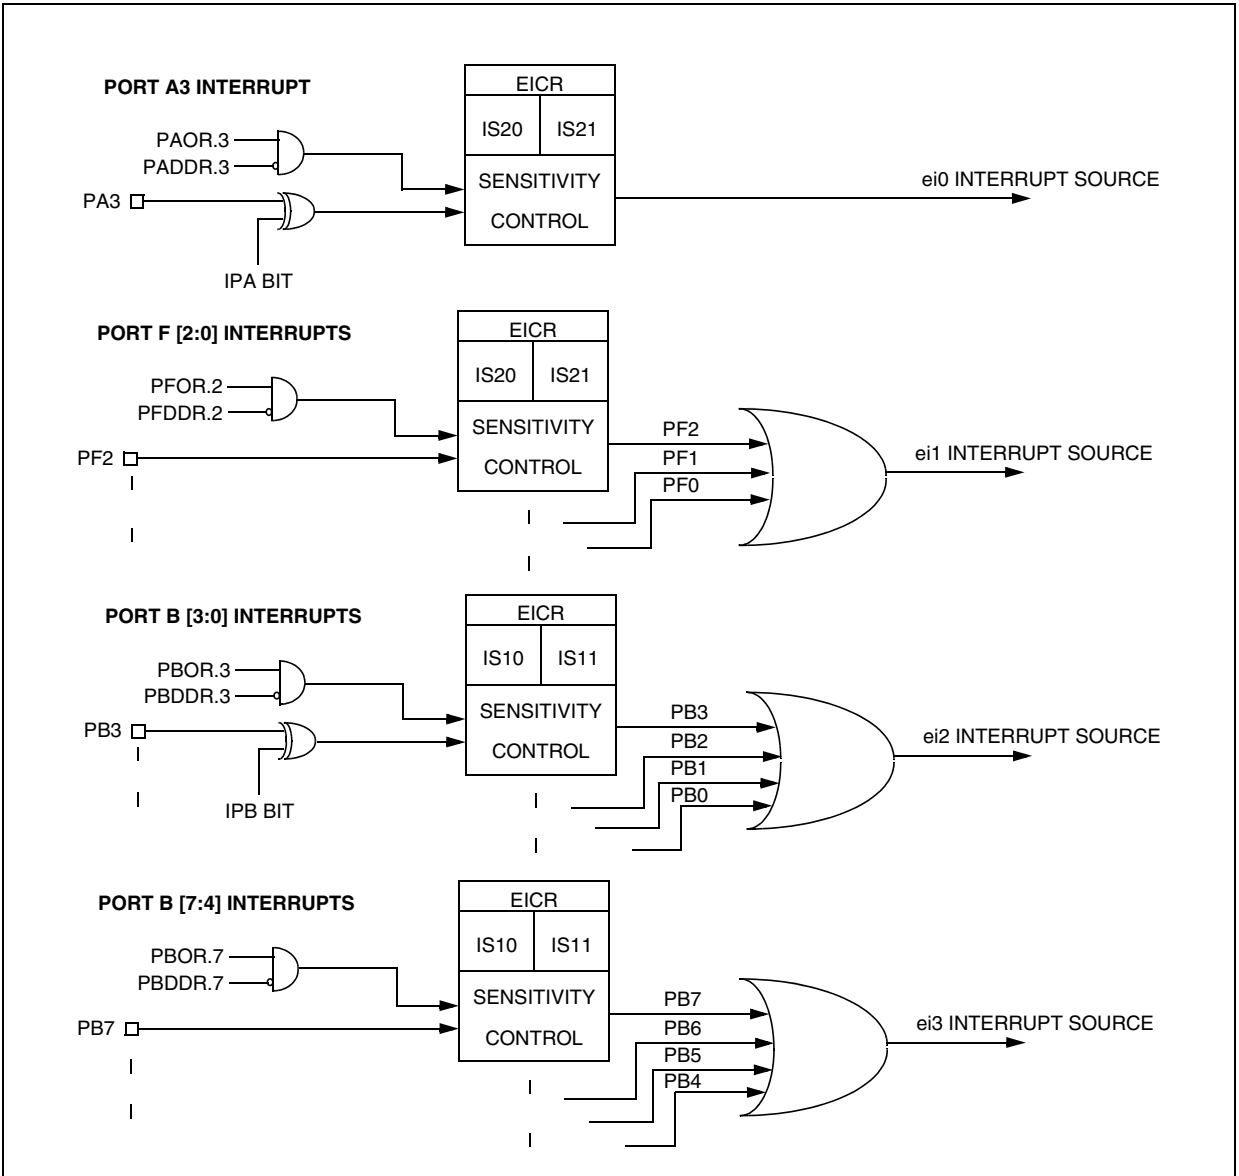 PORT A3 INTERRUPT
EICR
IS20 IS21
PAOR.3
PADDR.3
SENSITIVITY
CONTROL
PA3
IPA BIT
ei0 INTERRUPT SOURCE
PORT F [2:0] INTERRUPTS
EICR
IS20 IS21
PFOR.2
PFDDR.2
SENSITIVITY
CONTROL
PF2
PF2
PF1
PF0
ei1 INTERRUPT SOURCE
PORT B [3:0] INTERRUPTS
EICR
IS10 IS11
PBOR.3
PBDDR.3
SENSITIVITY
CONTROL
PB3
IPB BIT
PB3
PB2
PB1
PB0
ei2 INTERRUPT SOURCE
PORT B [7:4] INTERRUPTS
EICR
IS10 IS11
PBOR.7
PBDDR.7
SENSITIVITY
CONTROL
PB7
PB7
PB6
PB5
PB4
ei3 INTERRUPT SOURCE